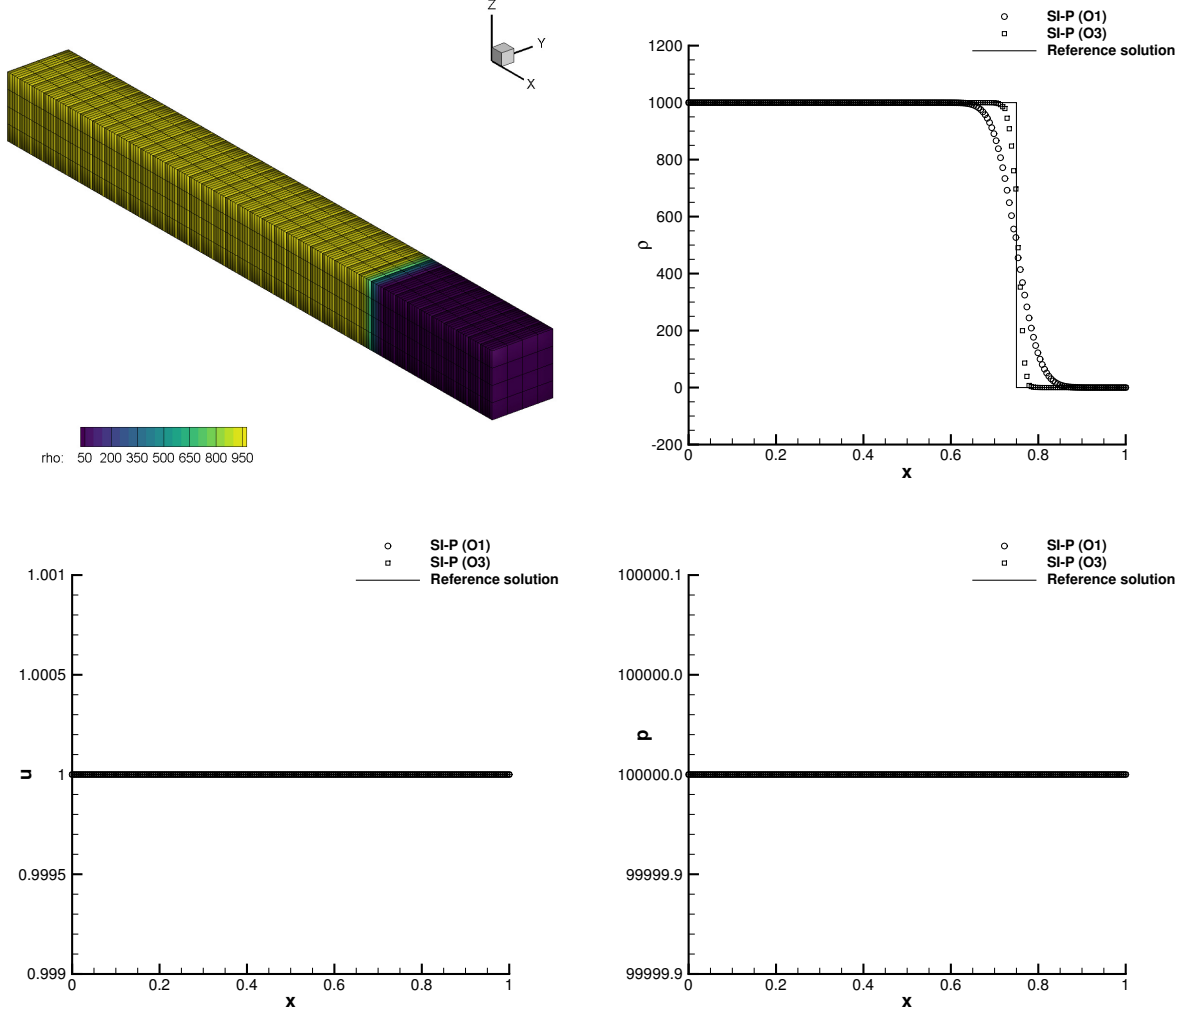 Z
Y
X
rho: 50 200 350 500 650 800 950
SI-P (O1)
SI-P (O3)
Reference solution
1200
1000
800
600
400
200
0
-200
ρ
0 0.2 0.4 0.6 0.8 1
x
SI-P (O1)
SI-P (O3)
Reference solution
1.001
1.0005
1
0.9995
0.999
u
0 0.2 0.4 0.6 0.8 1
x
SI-P (O1)
SI-P (O3)
Reference solution
100000.1
100000.0
100000.0
99999.9
99999.9
p
0 0.2 0.4 0.6 0.8 1
x